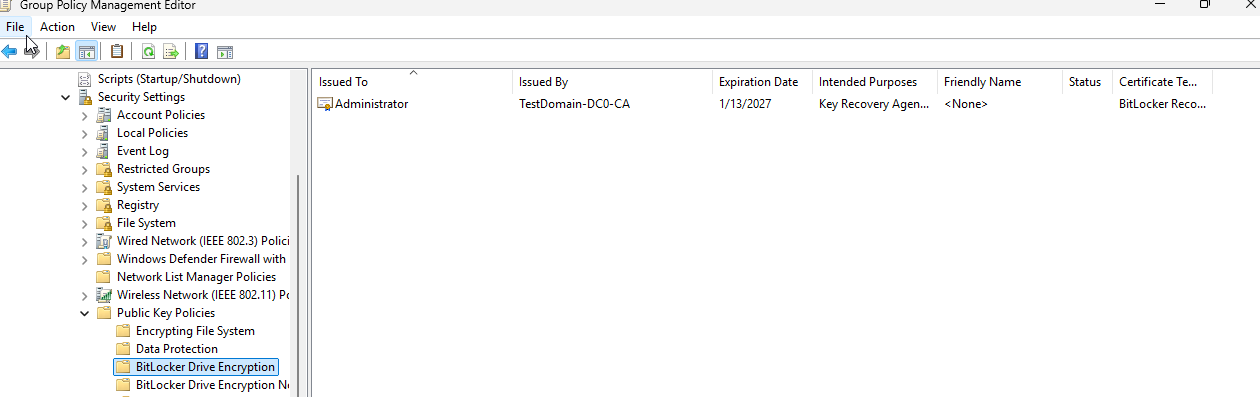 Group Policy Management Editor
File Action View Help
Scripts (Startup/Shutdown)
Security Settings
Account Policies
Local Policies
Event Log
Restricted Groups
System Services
Registry
File System
Wired Network (IEEE 802.3) Polici
Windows Defender Firewall with
Network List Manager Policies
Wireless Network (IEEE 802.11) Po
Public Key Policies
Encrypting File System
Data Protection
BitLocker Drive Encryption
BitLocker Drive Encryption Ne
Issued To Issued By Expiration Date Intended Purposes Friendly Name Status Certificate Te...
Administrator TestDomain-DC0-CA 1/13/2027 Key Recovery Agen... <None> BitLocker Reco...